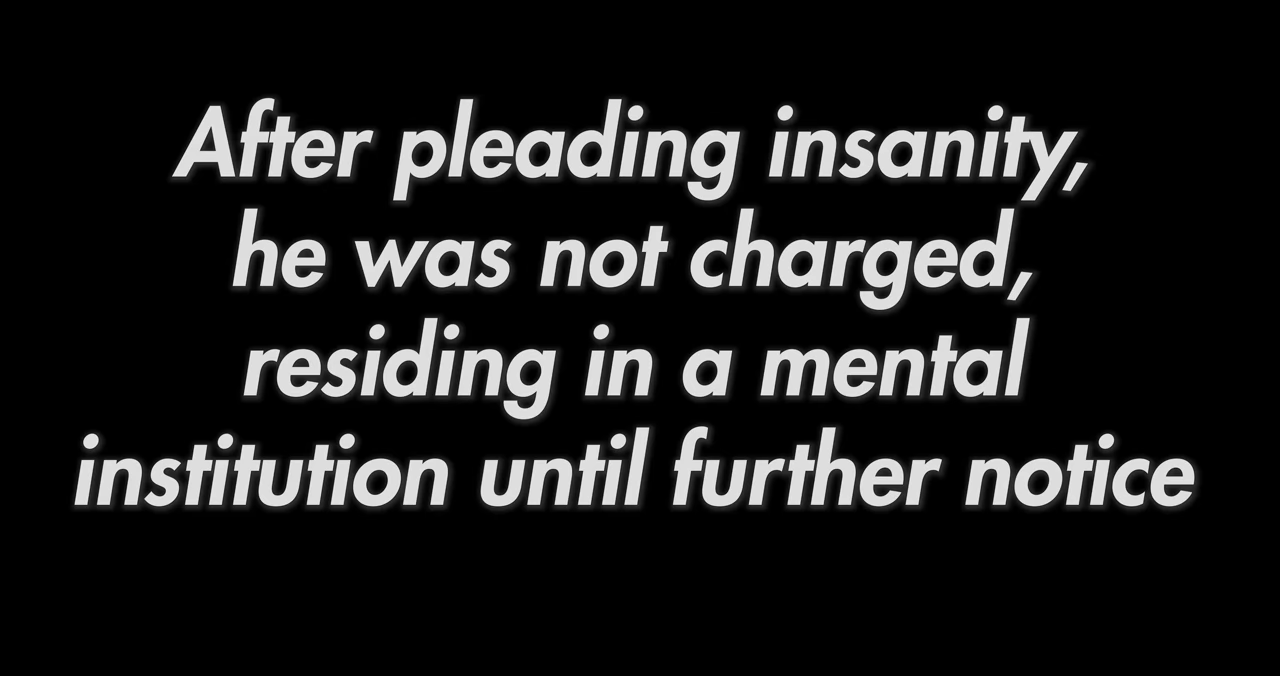 After pleading insanity,
he was not charged,
residing in a mental
institution until further notice